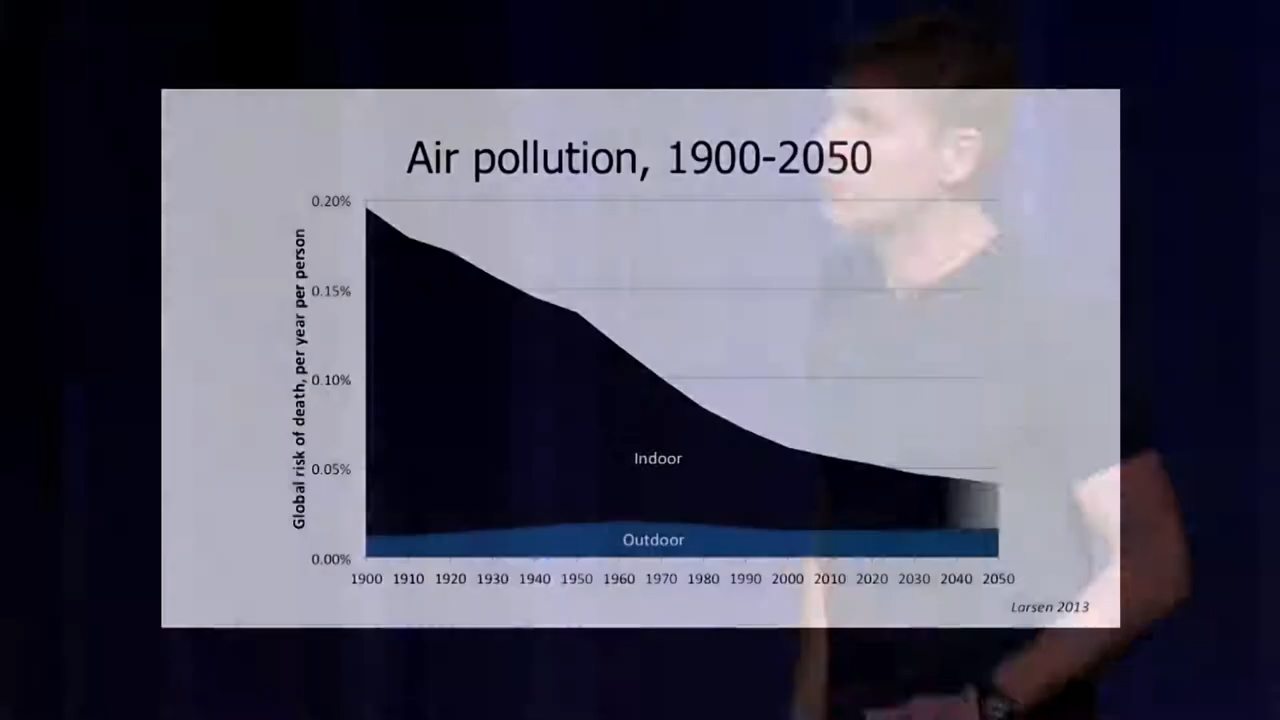 Air pollution, 1900-2050
Global risk of death, per year per person
0.20%
0.15%
0.10%
0.05%
0.00%
Indoor
Outdoor
1900 1910 1920 1930 1940 1950 1960 1970 1980 1990 2000 2010 2020 2030 2040 2050
Larsen 2013